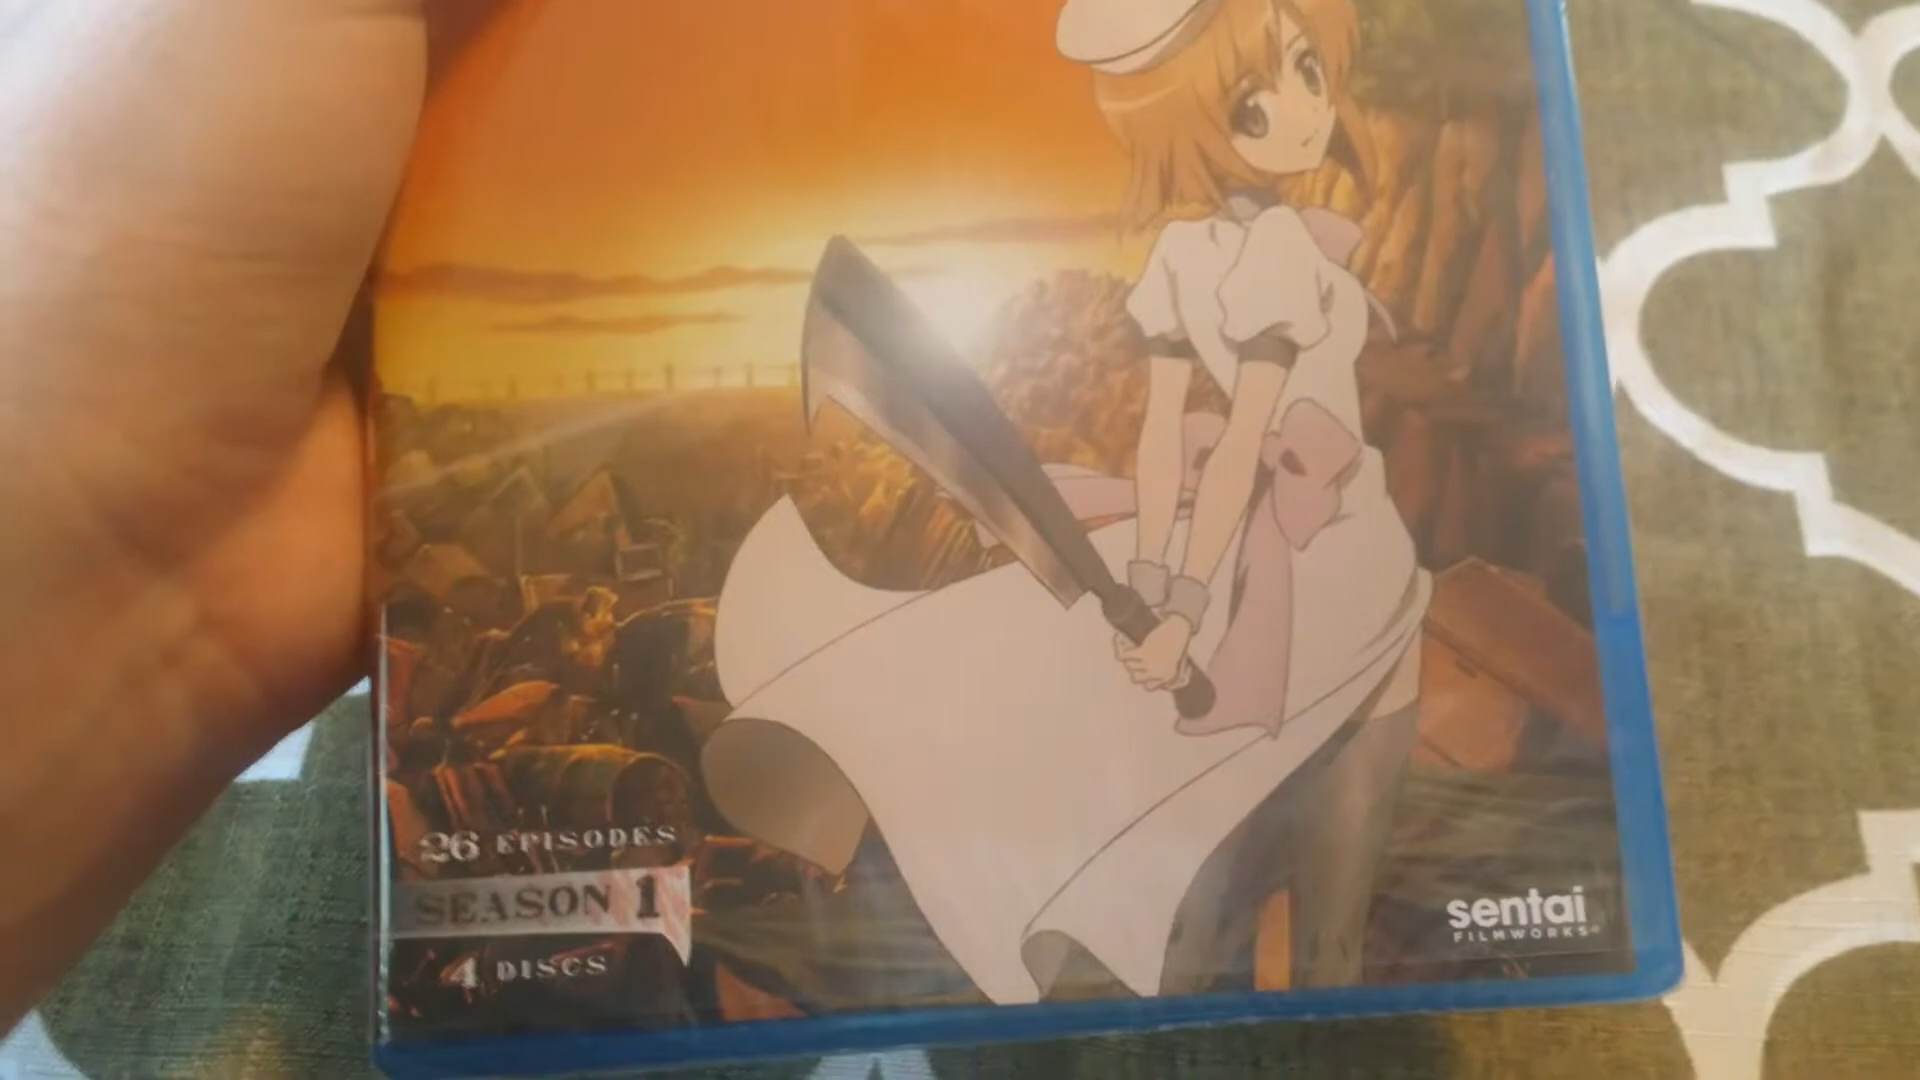 26 EPISODES
SEASON 1
4 DISCS
sentai
FILMWORKS